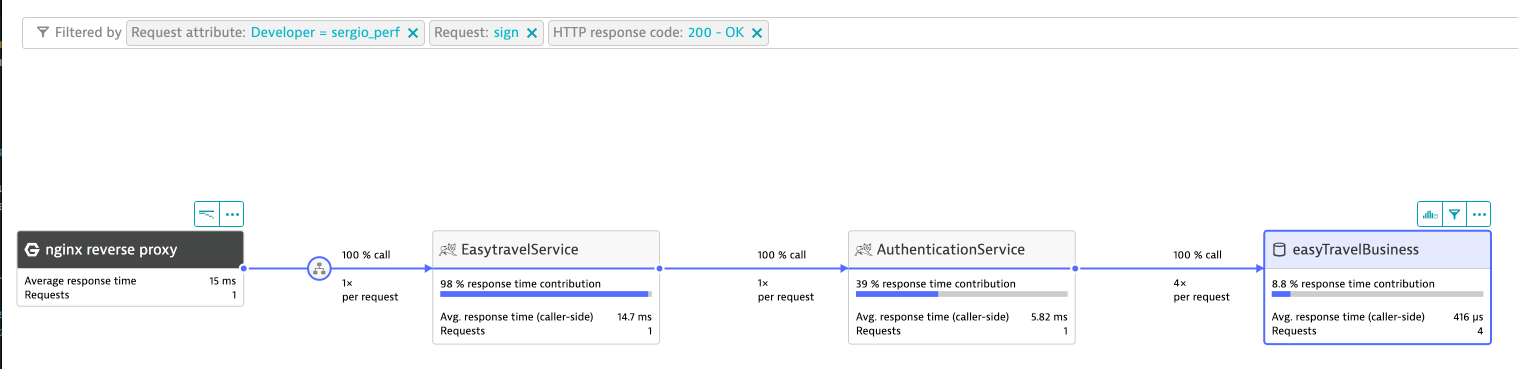 Filtered by Request attribute: Developer = sergio_perf Request: sign HTTP response code: 200 - OK
nginx reverse proxy
Average response time 15 ms
Requests 1
100 % call
1×
per request
EasytravelService
98 % response time contribution
Avg. response time (caller-side) 14.7 ms
Requests 1
100 % call
1×
per request
AuthenticationService
39 % response time contribution
Avg. response time (caller-side) 5.82 ms
Requests 1
100 % call
4×
per request
easyTravelBusiness
8.8 % response time contribution
Avg. response time (caller-side) 416 µs
Requests 4